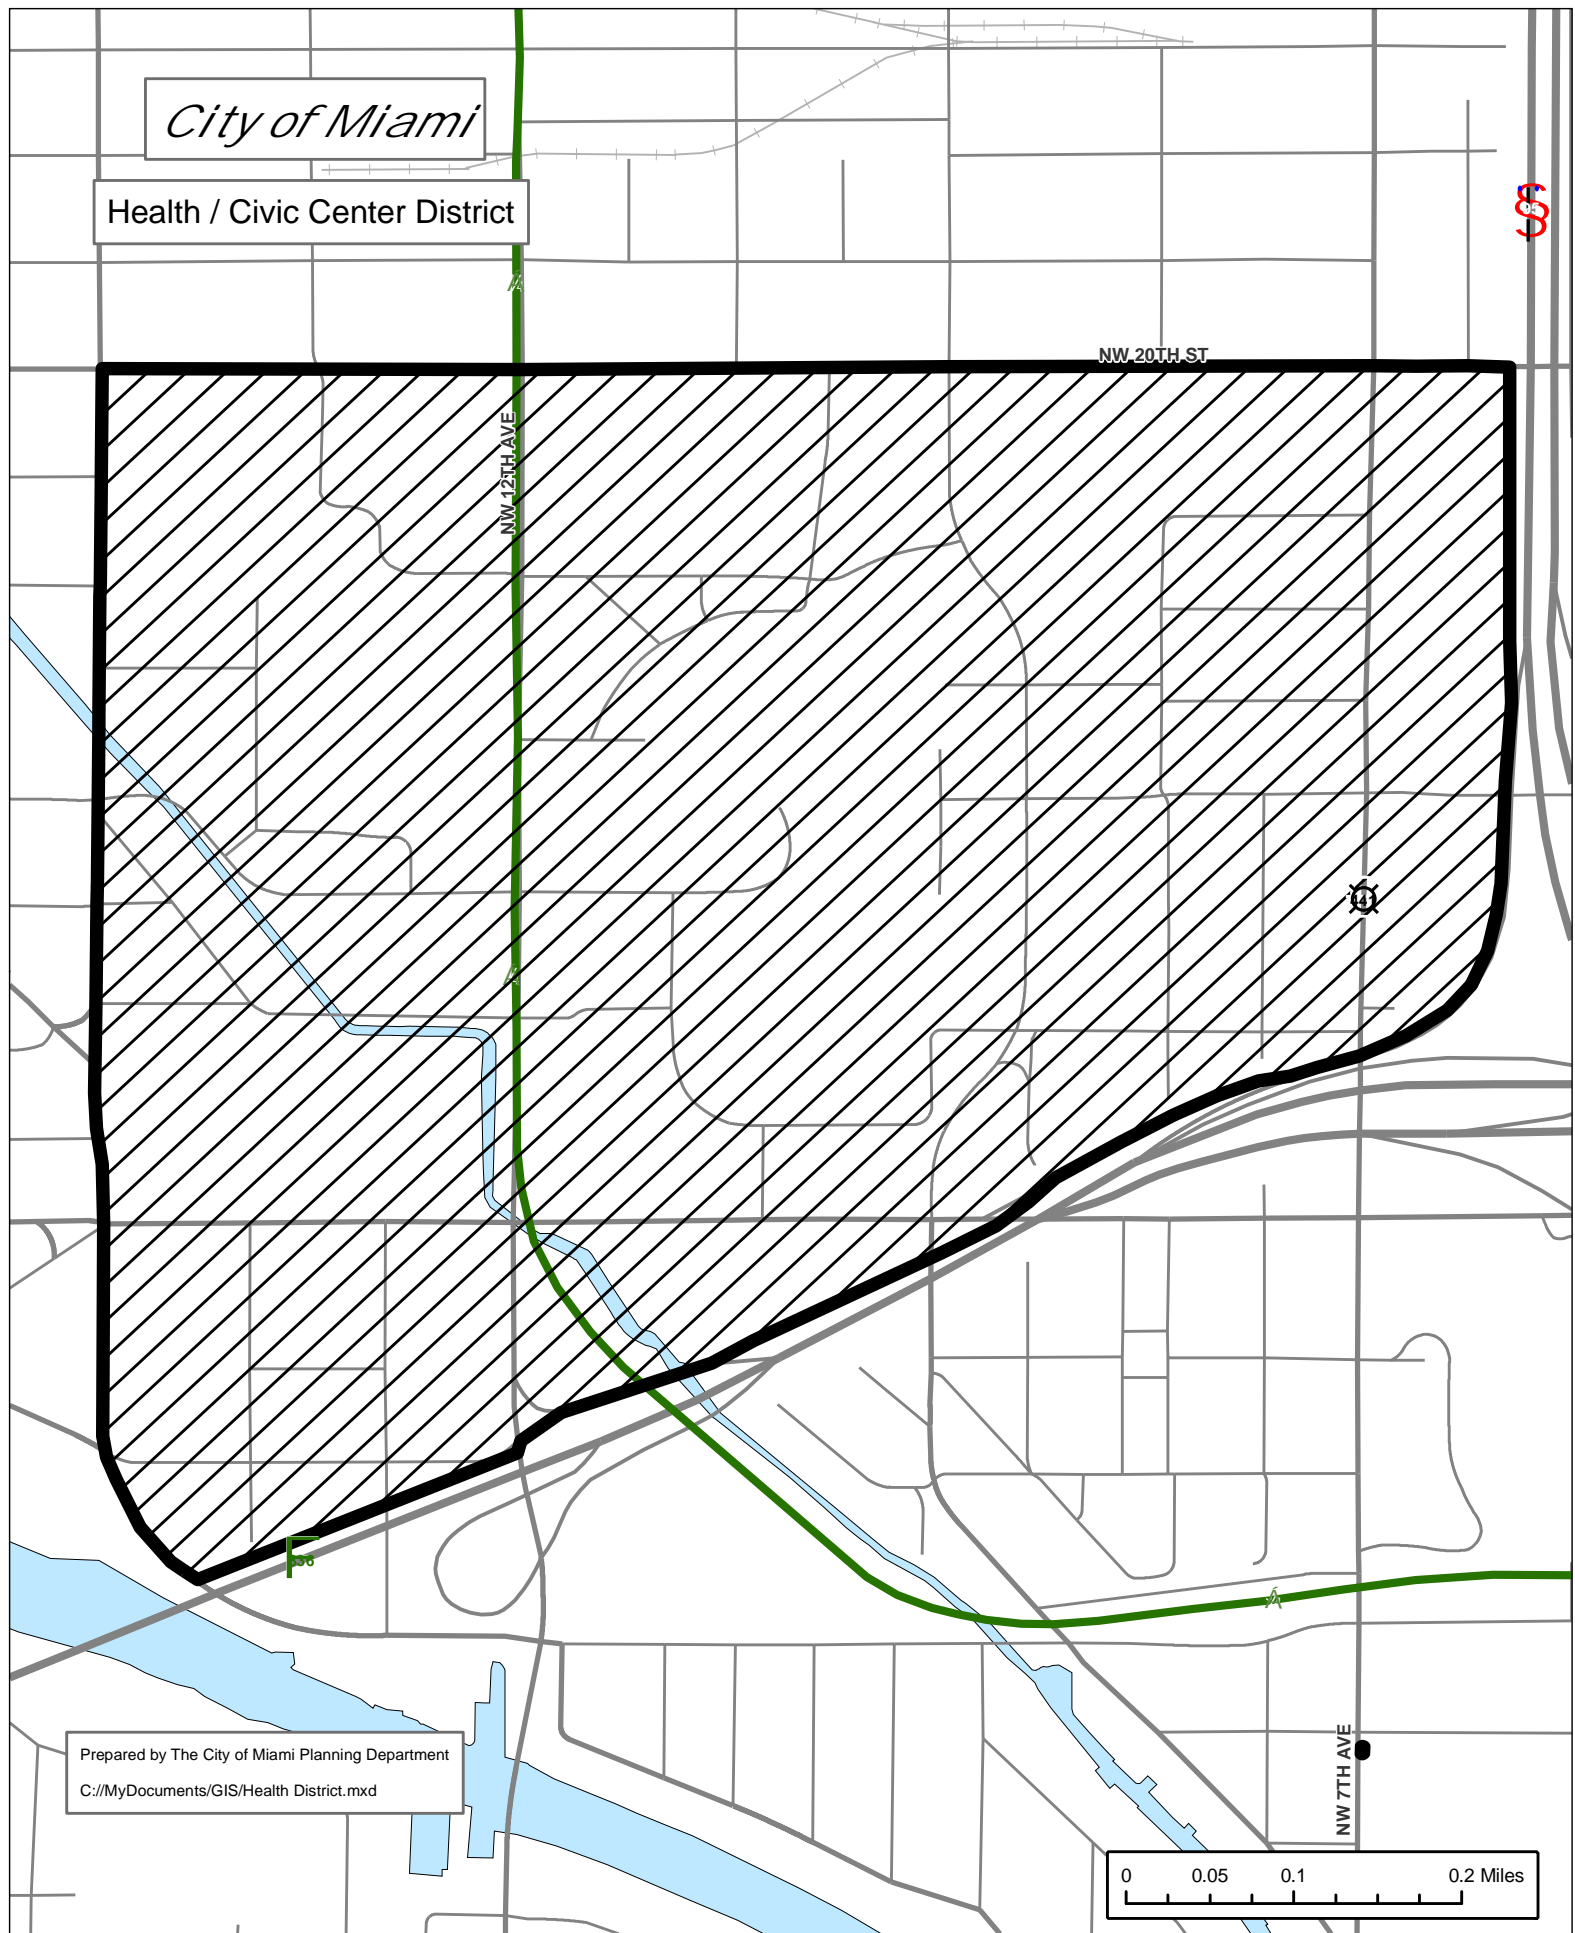 City of Miami
Health / Civic Center District
95
NW 20TH ST
NW 12TH AVE
441
836
NW 7TH AVE
Prepared by The City of Miami Planning Department
C://MyDocuments/GIS/Health District.mxd
0 0.05 0.1 0.2 Miles